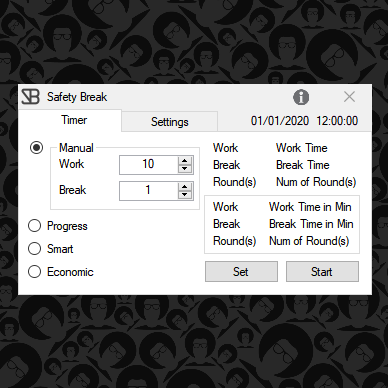 SB Safety Break
Timer
Settings
01/01/2020 12:00:00
Manual
Work 10
Break 1
Progress
Smart
Economic
Work Work Time
Break Break Time
Round(s) Num of Round(s)
Work Work Time in Min
Break Break Time in Min
Round(s) Num of Round(s)
Set
Start